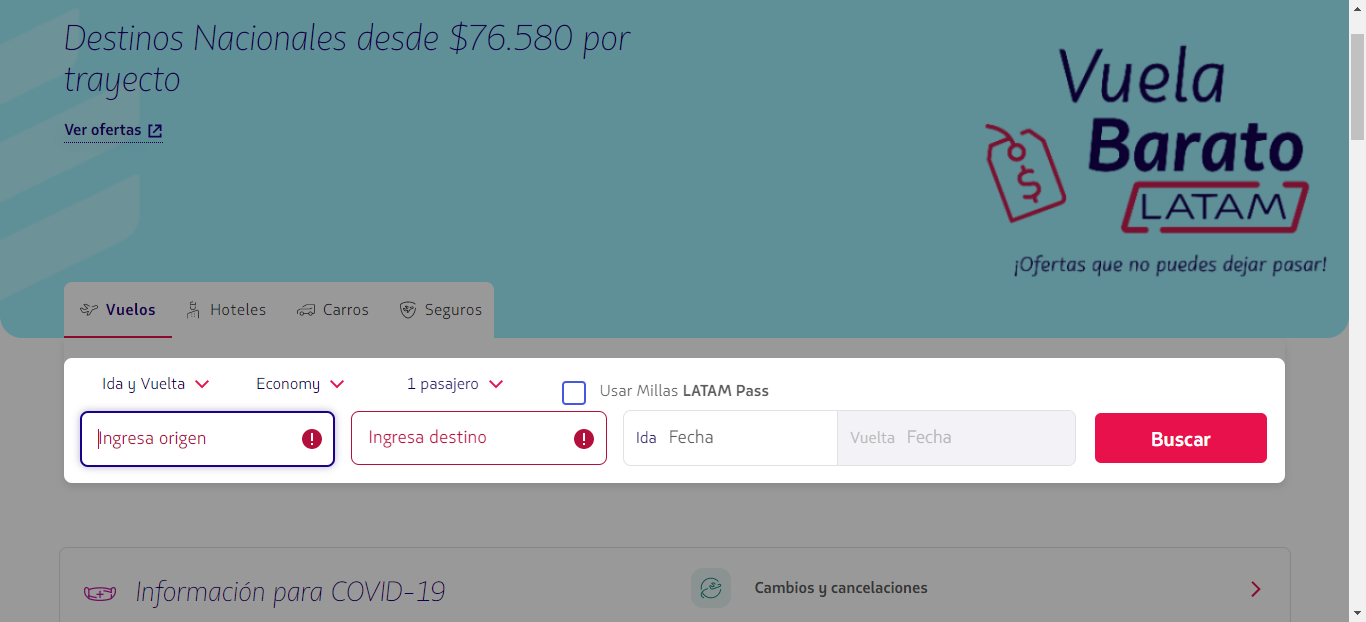 Destinos Nacionales desde $76.580 por
trayecto
Ver ofertas
Vuela
Barato
LATAM
¡Ofertas que no puedes dejar pasar!
Vuelos Hoteles Carros Seguros
Ida y Vuelta Economy 1 pasajero Usar Millas LATAM Pass
Ingresa origen Ingresa destino Ida Fecha Vuelta Fecha Buscar
Información para COVID-19 Cambios y cancelaciones